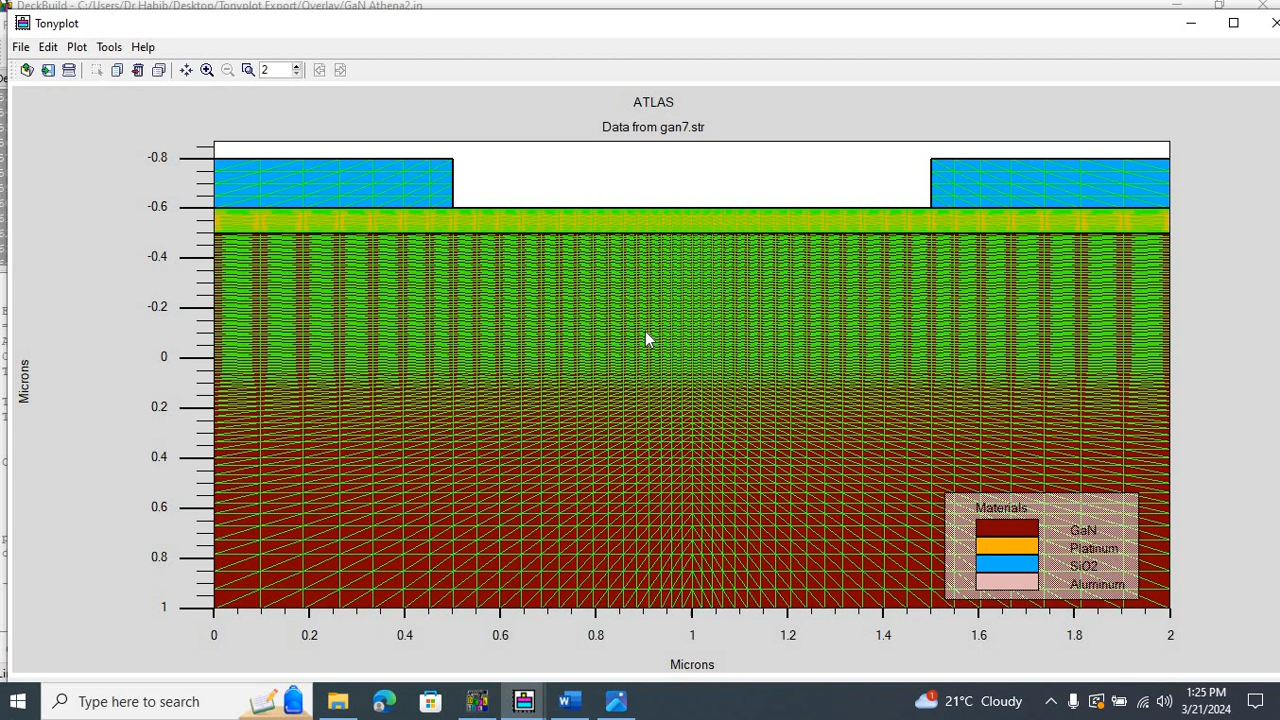 DeckBuild - C:/Users/Dr Habib/Desktop/Tonyplot Export/Overlay/GaN Athena2.in
Tonyplot
File Edit Plot Tools Help
2
ATLAS
Data from gan7.str
-0.8
-0.6
-0.4
-0.2
0
0.2
0.4
0.6
0.8
1
Microns
0 0.2 0.4 0.6 0.8 1 1.2 1.4 1.6 1.8 2
Microns
Materials
GaN
Platinum
Aluminum
Type here to search
1
21°C Cloudy
1:25 PM
3/21/2024